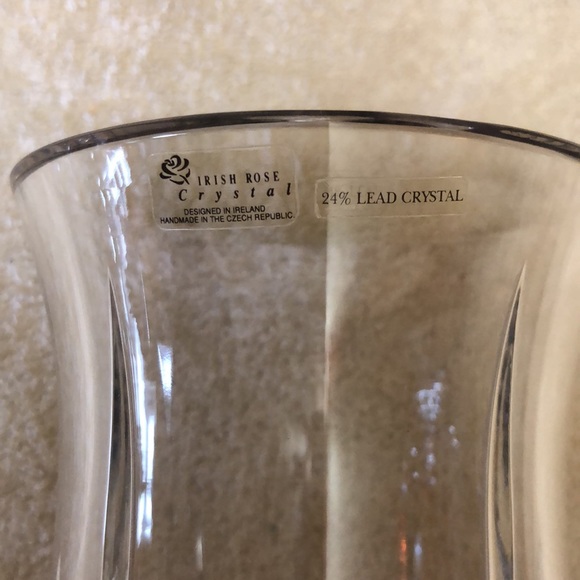 IRISH ROSE
Crystal
DESIGNED IN IRELAND
HANDMADE IN THE CZECH REPUBLIC
24% LEAD CRYSTAL